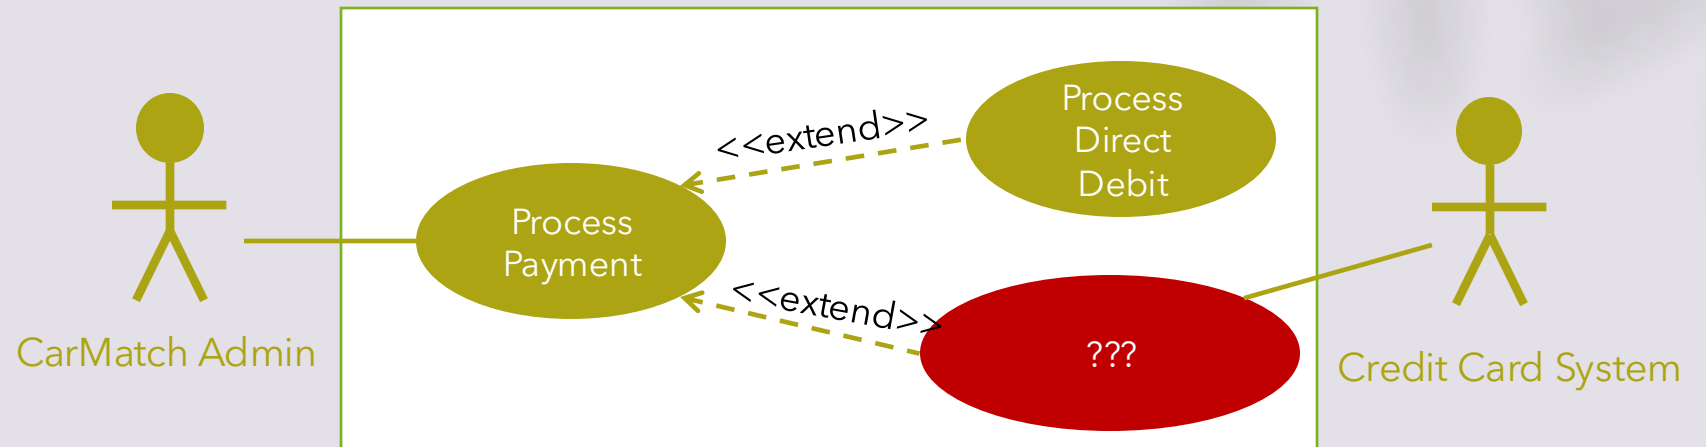 <<extend>>
Process
Direct
Debit
Process
Payment
<<extend>>
???
CarMatch Admin
Credit Card System